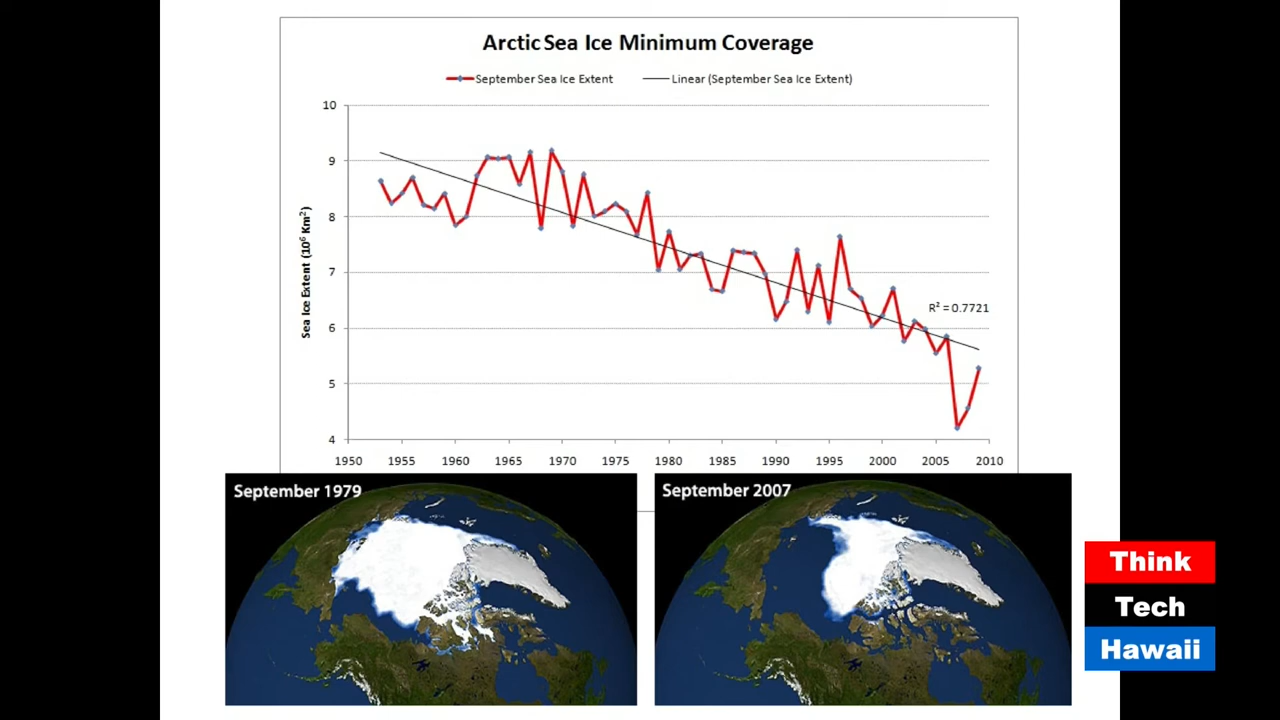 Arctic Sea Ice Minimum Coverage
September Sea Ice Extent
Linear (September Sea Ice Extent)
Sea Ice Extent (10⁶ Km²)
10
9
8
7
6
5
4
R² = 0.7721
1950 1955 1960 1965 1970 1975 1980 1985 1990 1995 2000 2005 2010
September 1979
September 2007
Think
Tech
Hawaii